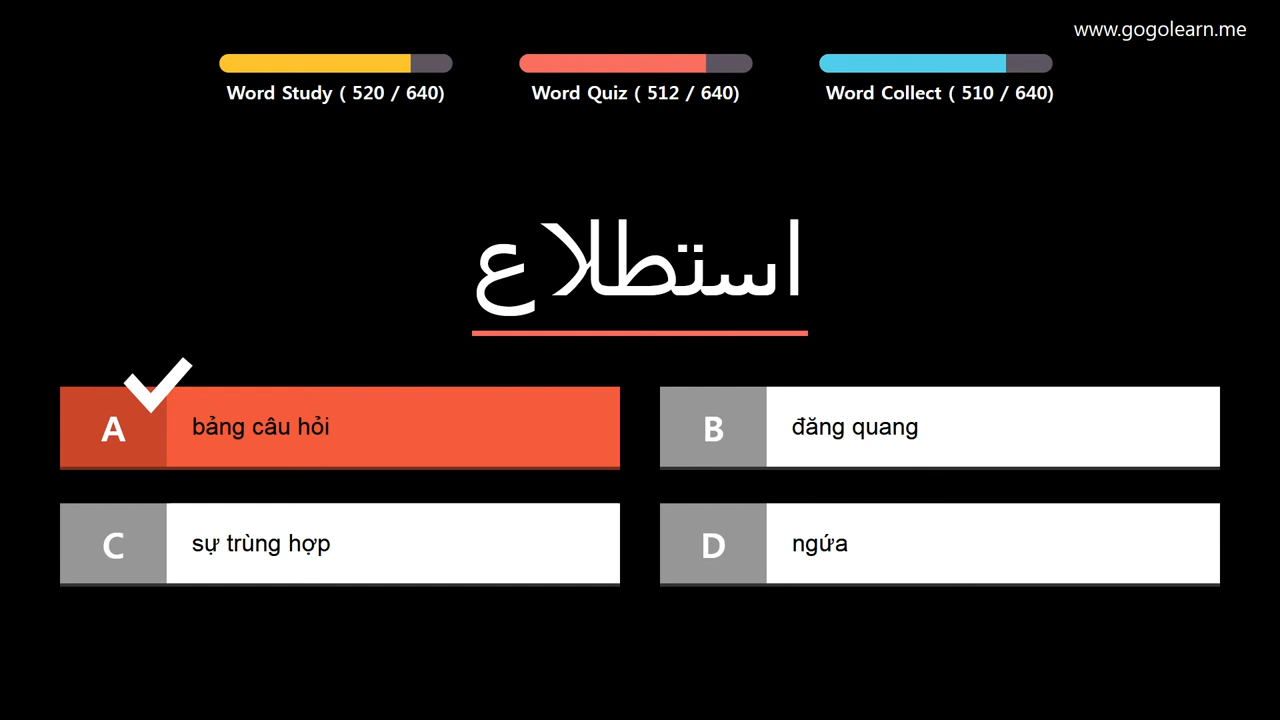 www.gogolearn.me
Word Study ( 520 / 640)
Word Quiz ( 512 / 640)
Word Collect ( 510 / 640)
استطلاع
A
bảng câu hỏi
B
đăng quang
C
sự trùng hợp
D
ngứa